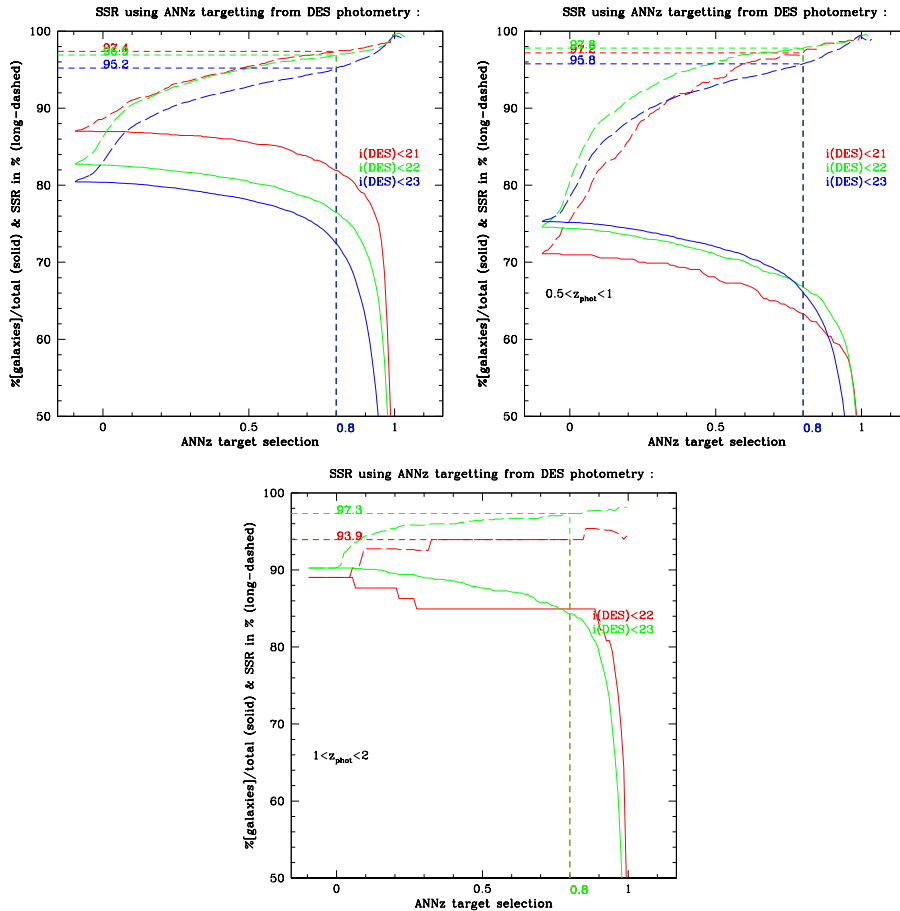 SSR using ANNz targetting from DES photometry :
%[galaxies]/total (solid) & SSR in % (long-dashed)
100
90
80
70
60
50
97.4
95.2
i(DES)<21
i(DES)<22
i(DES)<23
0
0.5
0.8
1
ANNz target selection
SSR using ANNz targetting from DES photometry :
%[galaxies]/total (solid) & SSR in % (long-dashed)
100
90
80
70
60
50
95.8
i(DES)<21
i(DES)<22
i(DES)<23
0.5<zphot<1
0
0.5
0.8
1
ANNz target selection
SSR using ANNz targetting from DES photometry :
%[galaxies]/total (solid) & SSR in % (long-dashed)
100
90
80
70
60
50
97.3
93.9
i(DES)<22
i(DES)<23
1<zphot<2
0
0.5
0.8
1
ANNz target selection